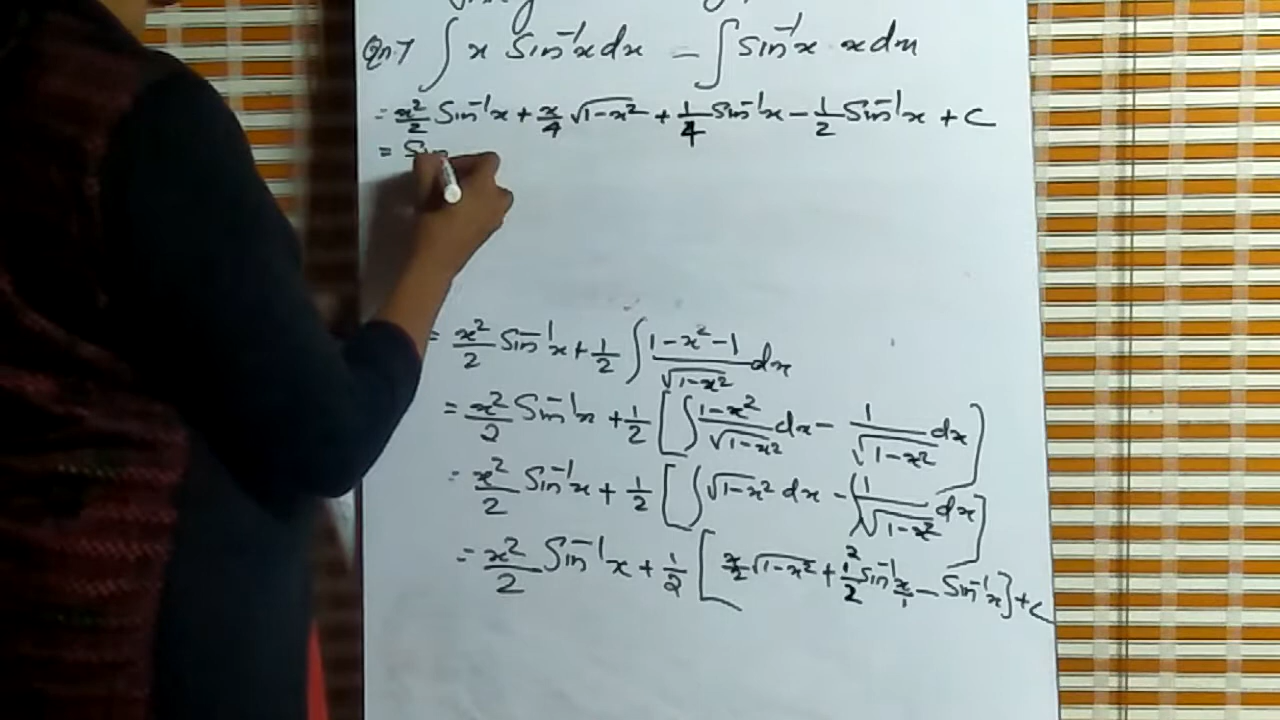 Qn7 ∫ x Sin⁻¹x dx = ∫ Sin⁻¹x x dx
= x²/2 Sin⁻¹x + x/4 √1-x² + 1/4 Sin⁻¹x - 1/2 Sin⁻¹x + C
= Sin
= x²/2 Sin⁻¹x + 1/2 ∫ (1-x²-1)/√1-x² dx
= x²/2 Sin⁻¹x + 1/2 [∫ (1-x²)/√1-x² dx - 1/√1-x² dx]
= x²/2 Sin⁻¹x + 1/2 [∫ √1-x² dx - ∫ 1/√1-x² dx]
= x²/2 Sin⁻¹x + 1/2 [x/2 √1-x² + 1²/2 Sin⁻¹ x/1 - Sin⁻¹x] + C